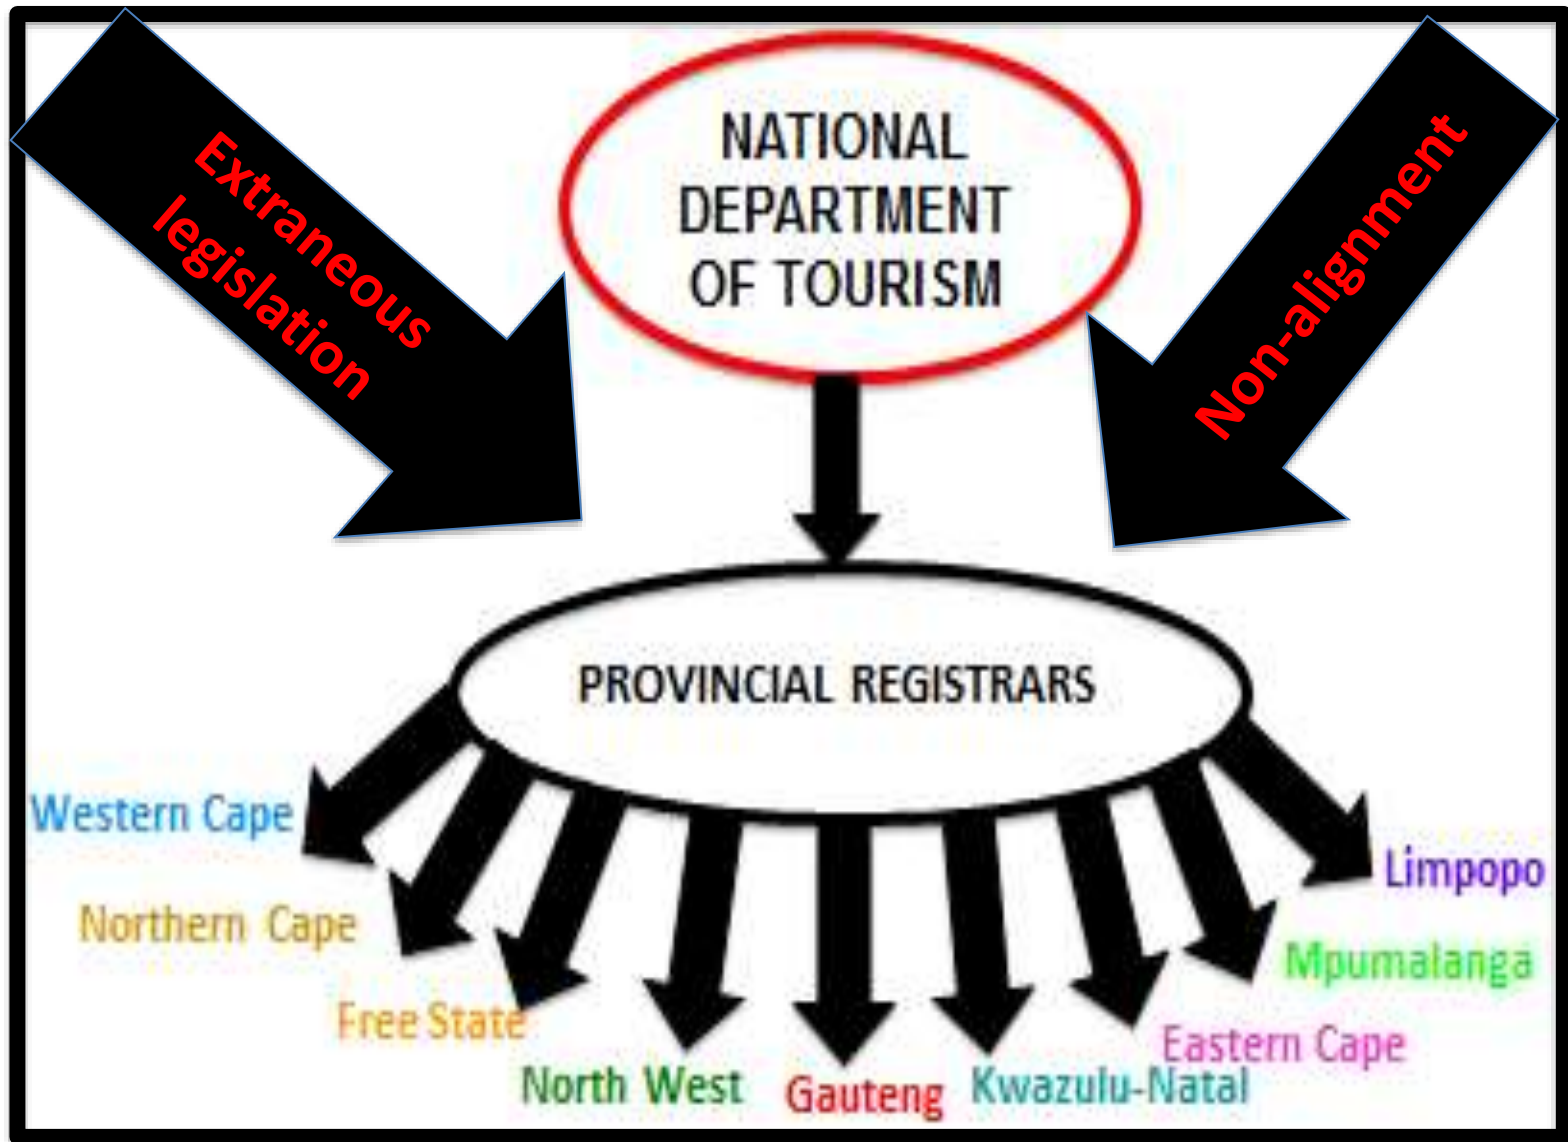 NATIONAL
DEPARTMENT
OF TOURISM
Extraneous
legislation
Non-alignment
PROVINCIAL REGISTRARS
Western Cape
Northern Cape
Free State
North West
Gauteng
Kwazulu-Natal
Eastern Cape
Mpumalanga
Limpopo